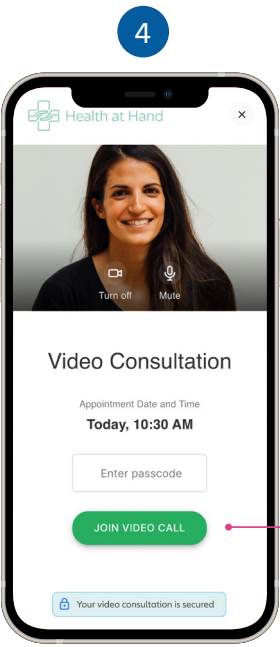 4
Health at Hand
Turn off Mute
Video Consultation
Appointment Date and Time
Today, 10:30 AM
Enter passcode
JOIN VIDEO CALL
Your video consultation is secured